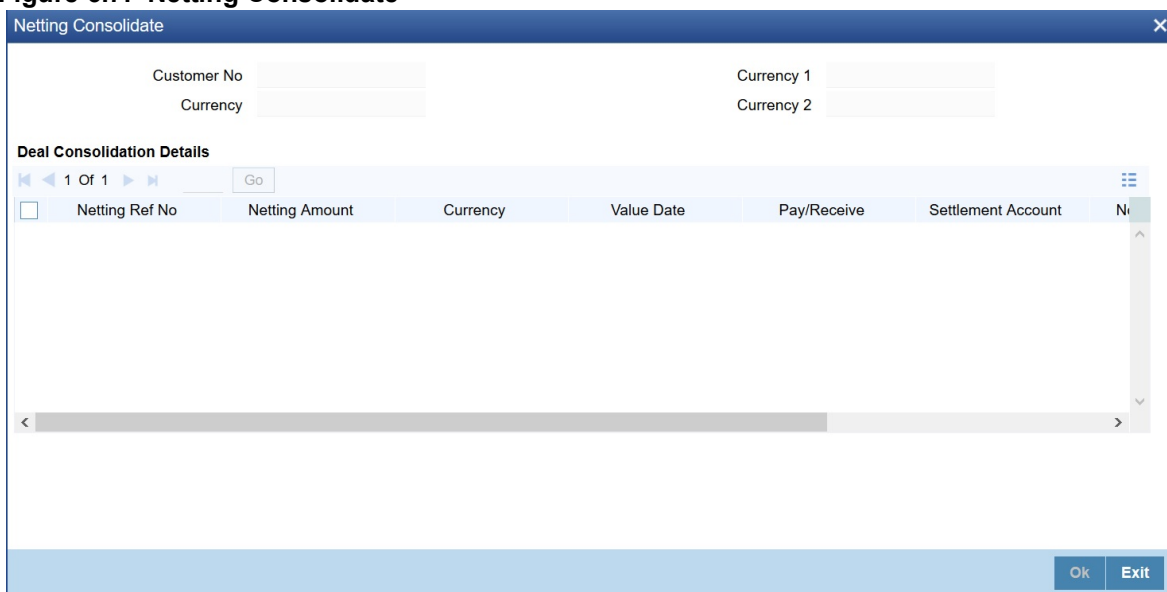 Netting Consolidate
Customer No
Currency 1
Currency
Currency 2
Deal Consolidation Details
1 Of 1 Go
Netting Ref No Netting Amount Currency Value Date Pay/Receive Settlement Account
Ok Exit